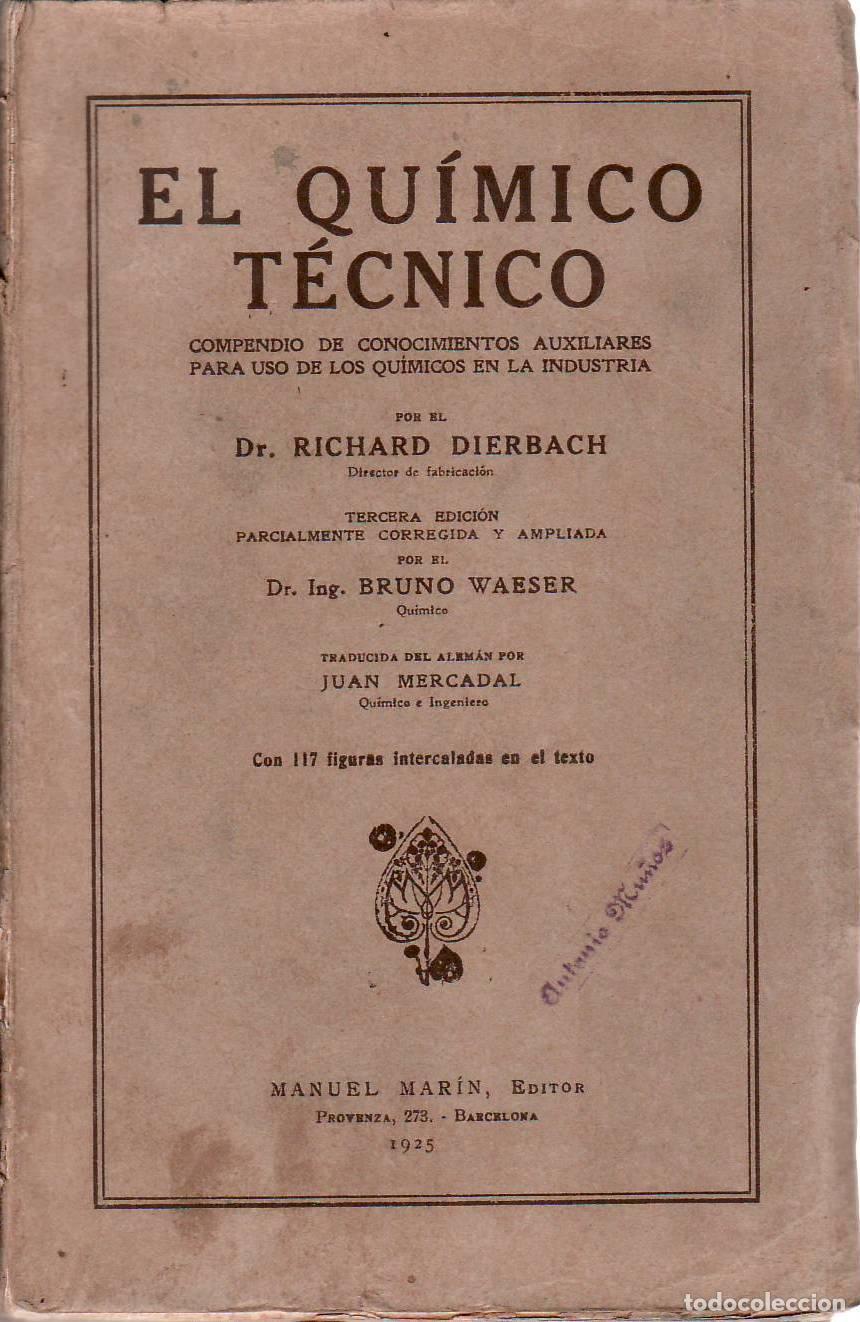 EL QUÍMICO
TÉCNICO
COMPENDIO DE CONOCIMIENTOS AUXILIARES
PARA USO DE LOS QUÍMICOS EN LA INDUSTRIA
POR EL
Dr. RICHARD DIERBACH
Director de fabricación
TERCERA EDICIÓN
PARCIALMENTE CORREGIDA Y AMPLIADA
POR EL
Dr. Ing. BRUNO WAESER
Químico
TRADUCIDA DEL ALEMÁN POR
JUAN MERCADAL
Químico e Ingeniero
Con 117 figuras intercaladas en el texto
Antonio Muñoz
MANUEL MARÍN, EDITOR
PROVENZA, 273. - BARCELONA
1925
todocoleccion